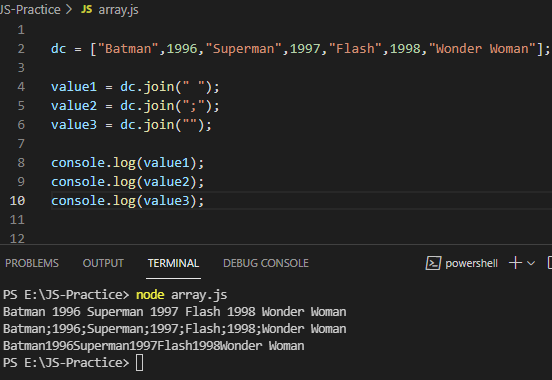 JS-Practice > JS array.js
1
2 dc = ["Batman",1996,"Superman",1997,"Flash",1998,"Wonder Woman"];
3
4 value1 = dc.join(" ");
5 value2 = dc.join(";");
6 value3 = dc.join("");
7
8 console.log(value1);
9 console.log(value2);
10 console.log(value3);
11
12
PROBLEMS OUTPUT TERMINAL DEBUG CONSOLE powershell
PS E:\JS-Practice> node array.js
Batman 1996 Superman 1997 Flash 1998 Wonder Woman
Batman;1996;Superman;1997;Flash;1998;Wonder Woman
Batman1996Superman1997Flash1998Wonder Woman
PS E:\JS-Practice>